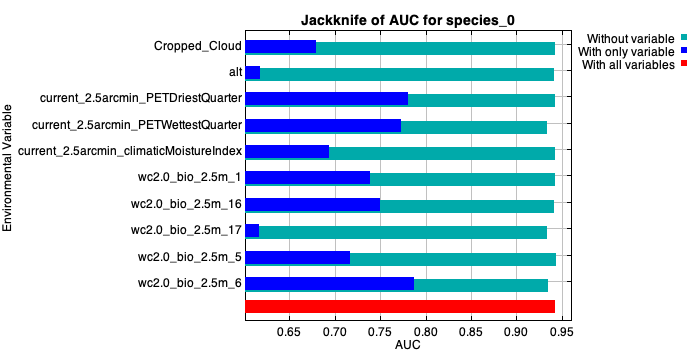 Jackknife of AUC for species_0
Without variable
With only variable
With all variables
Environmental Variable
Cropped_Cloud
alt
current_2.5arcmin_PETDriestQuarter
current_2.5arcmin_PETWettestQuarter
current_2.5arcmin_climaticMoistureIndex
wc2.0_bio_2.5m_1
wc2.0_bio_2.5m_16
wc2.0_bio_2.5m_17
wc2.0_bio_2.5m_5
wc2.0_bio_2.5m_6
0.65 0.70 0.75 0.80 0.85 0.90 0.95
AUC